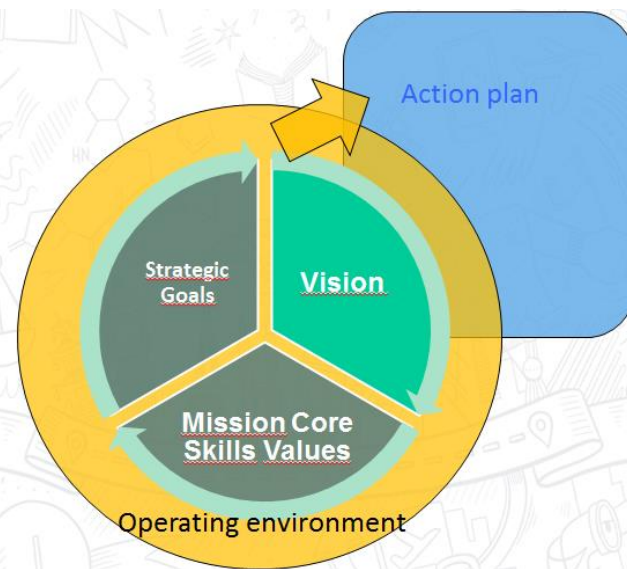 Action plan
Strategic
Goals
Vision
Mission Core
Skills Values
Operating environment